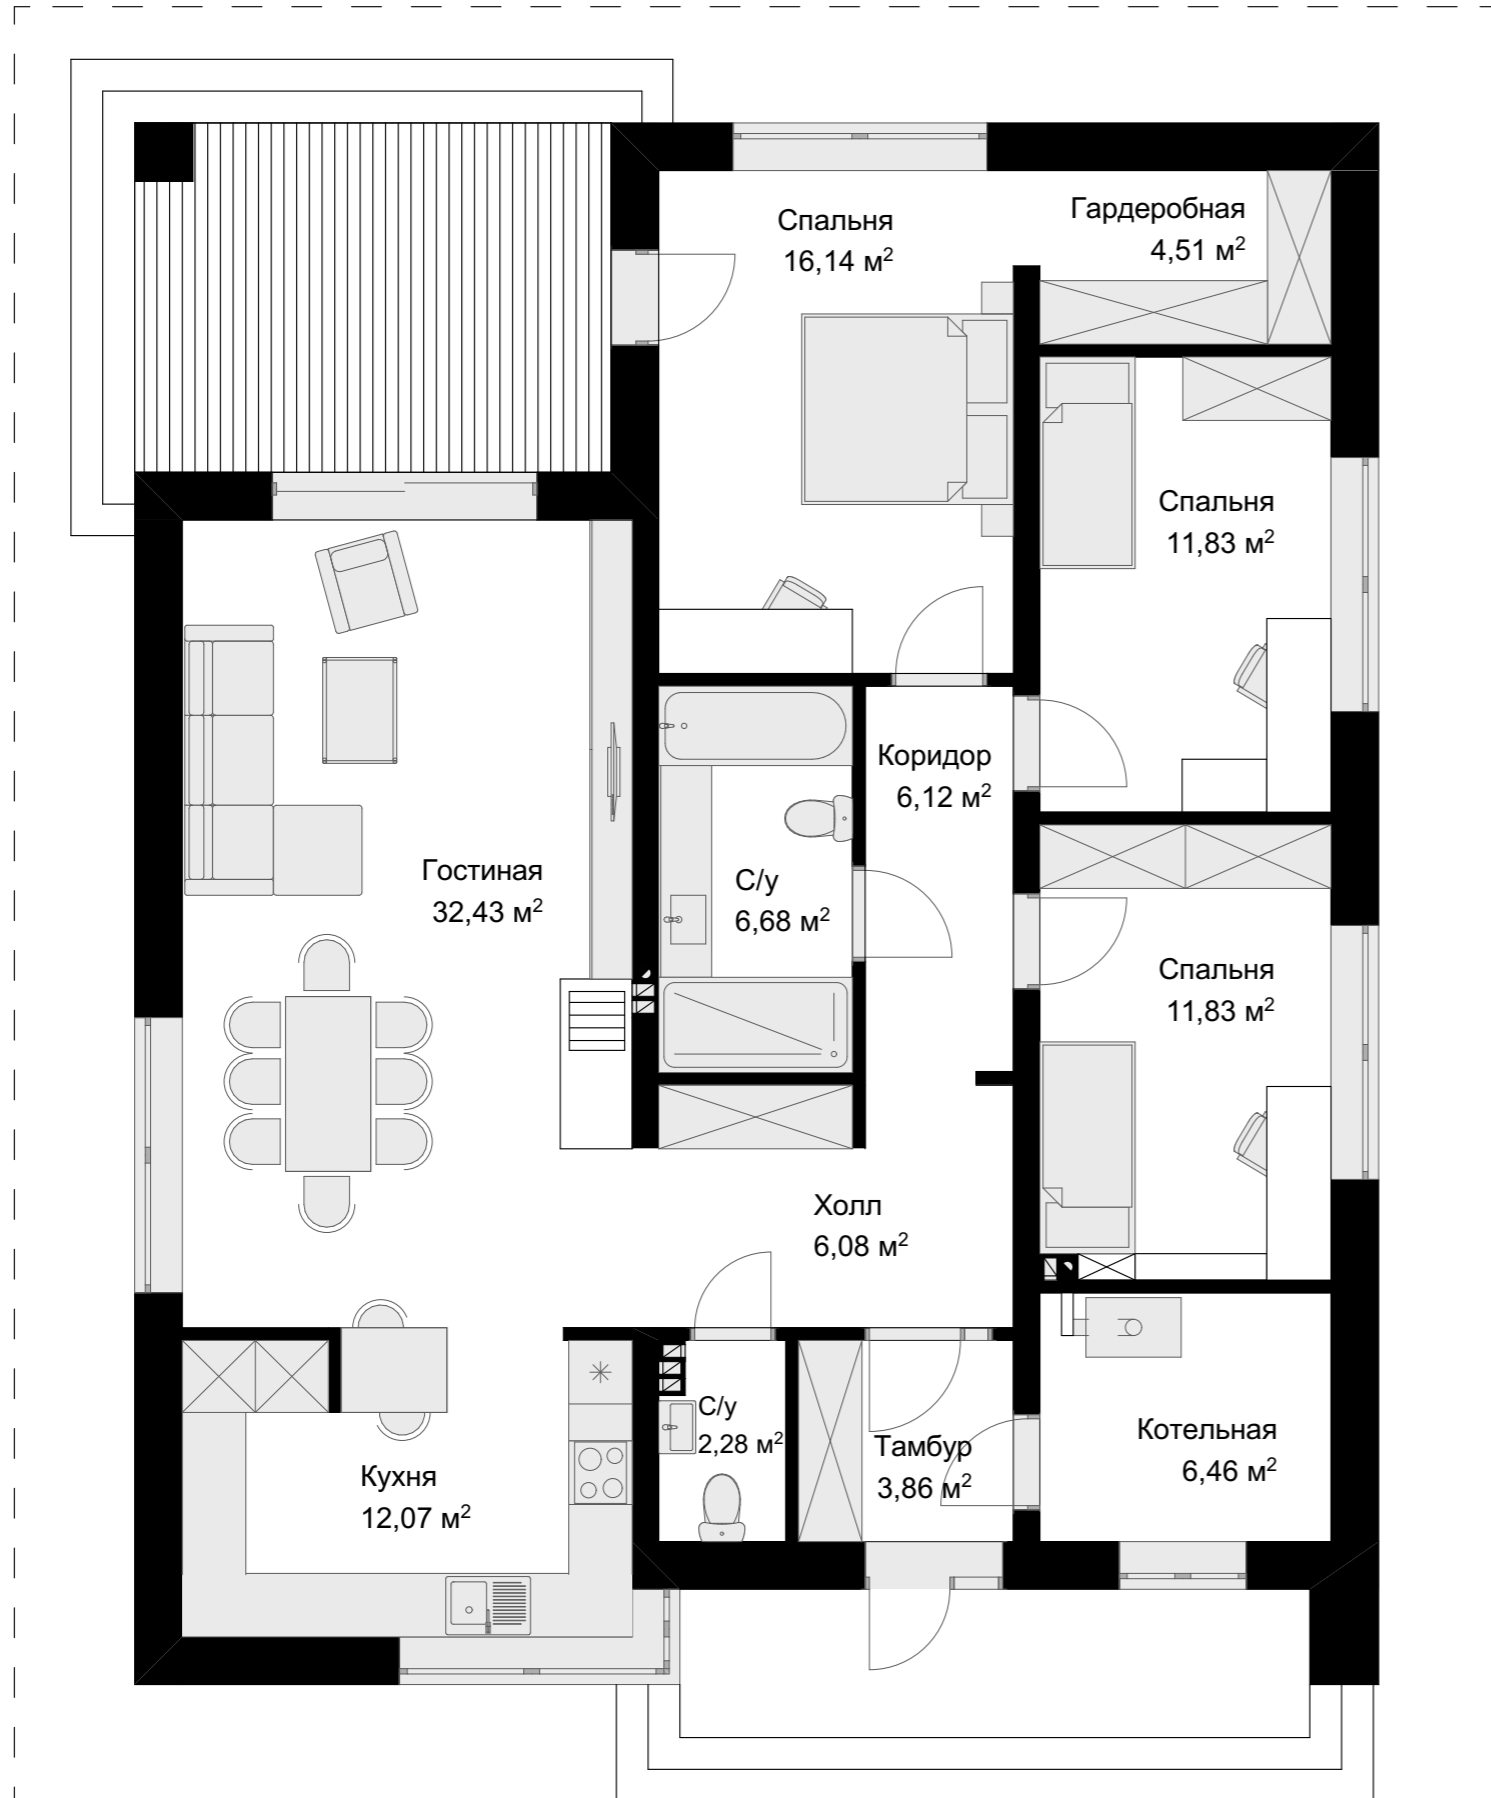 Спальня
16,14 м²
Гардеробная
4,51 м²
Спальня
11,83 м²
Коридор
6,12 м²
Гостиная
32,43 м²
С/у
6,68 м²
Спальня
11,83 м²
Холл
6,08 м²
С/у
2,28 м²
Тамбур
3,86 м²
Котельная
6,46 м²
Кухня
12,07 м²